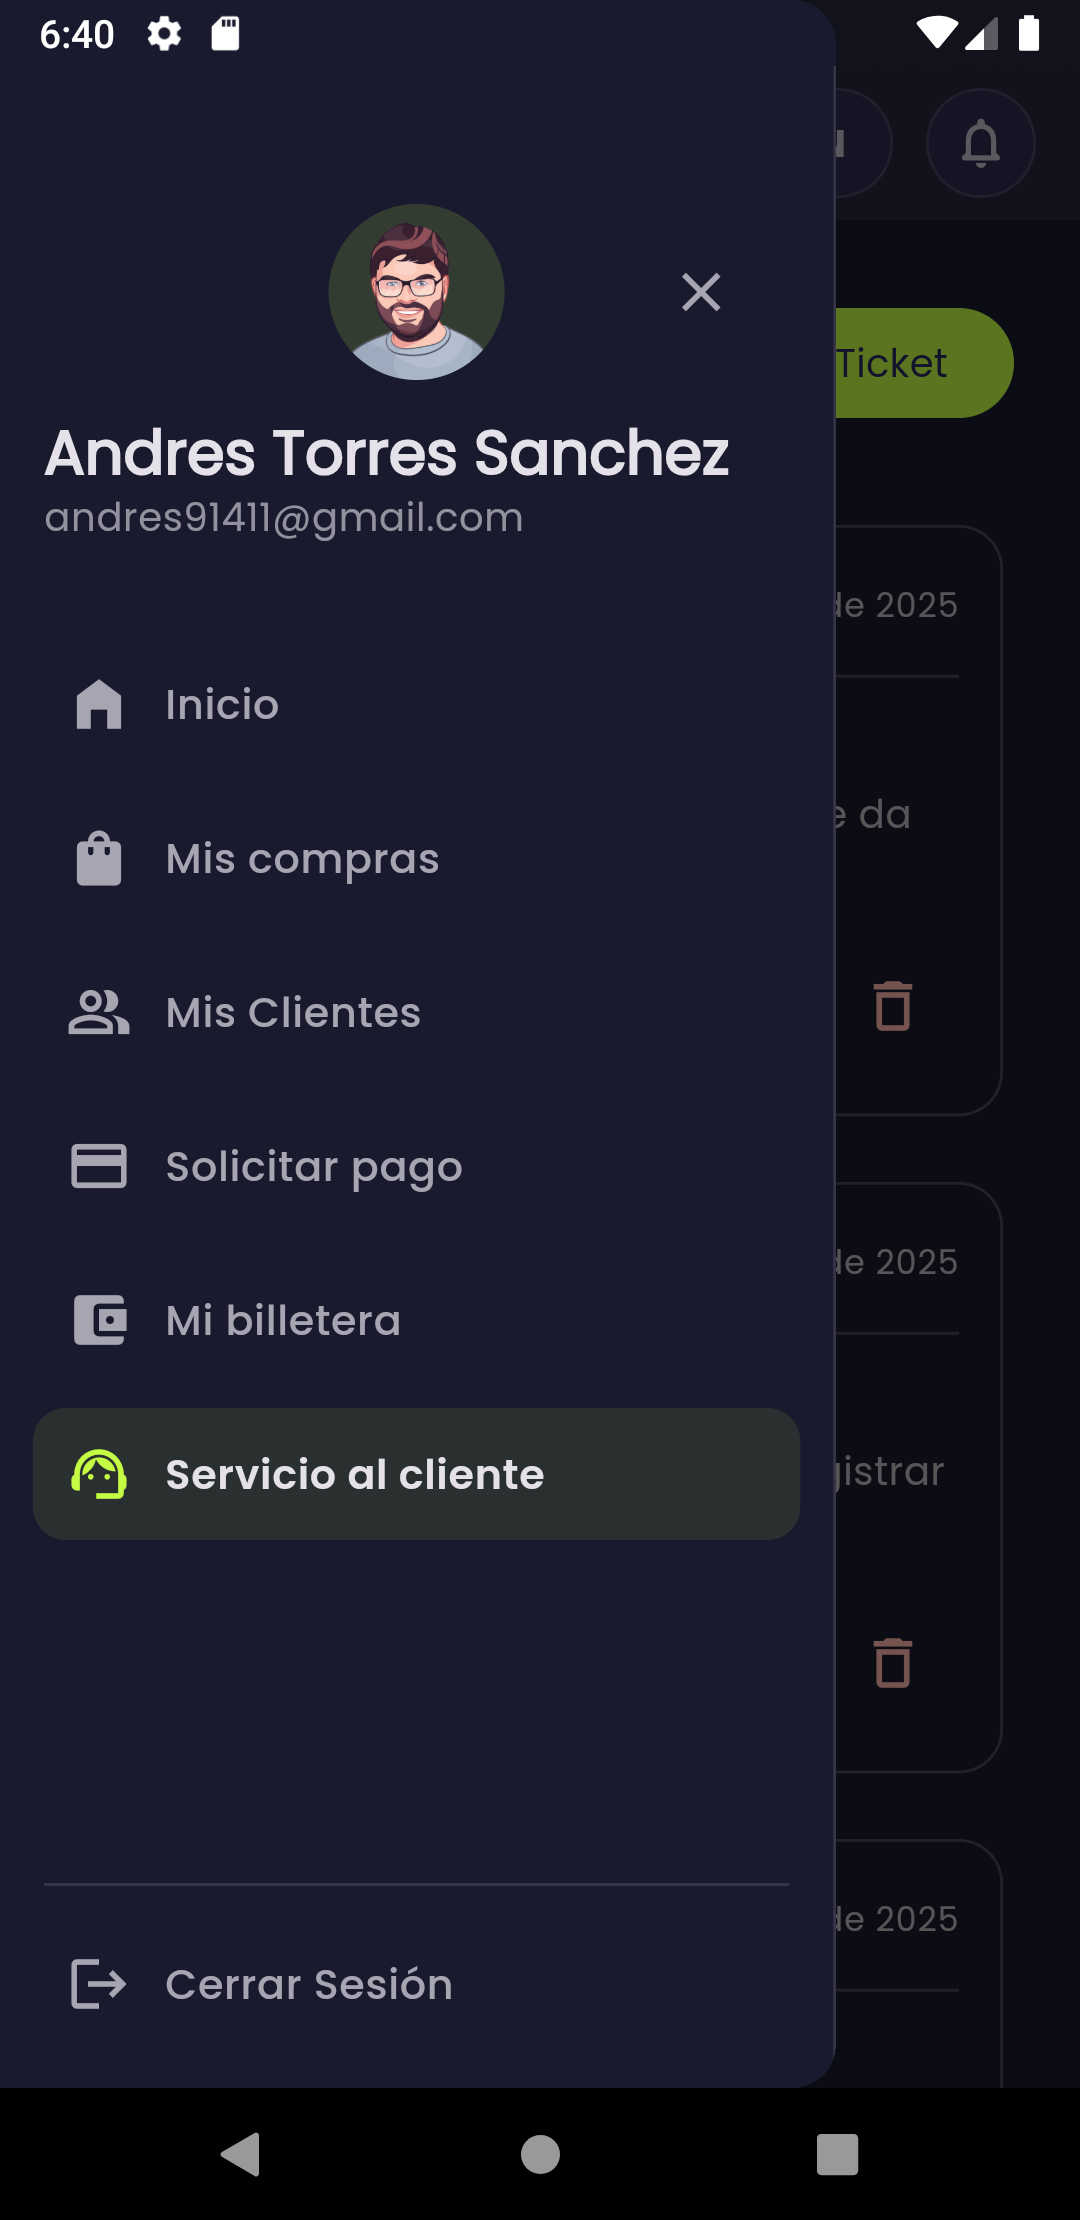 6:40
Ticket
Andres Torres Sanchez
andres91411@gmail.com
de 2025
Inicio
da
Mis compras
Mis Clientes
Solicitar pago
de 2025
Mi billetera
Servicio al cliente
de 2025
Cerrar Sesión